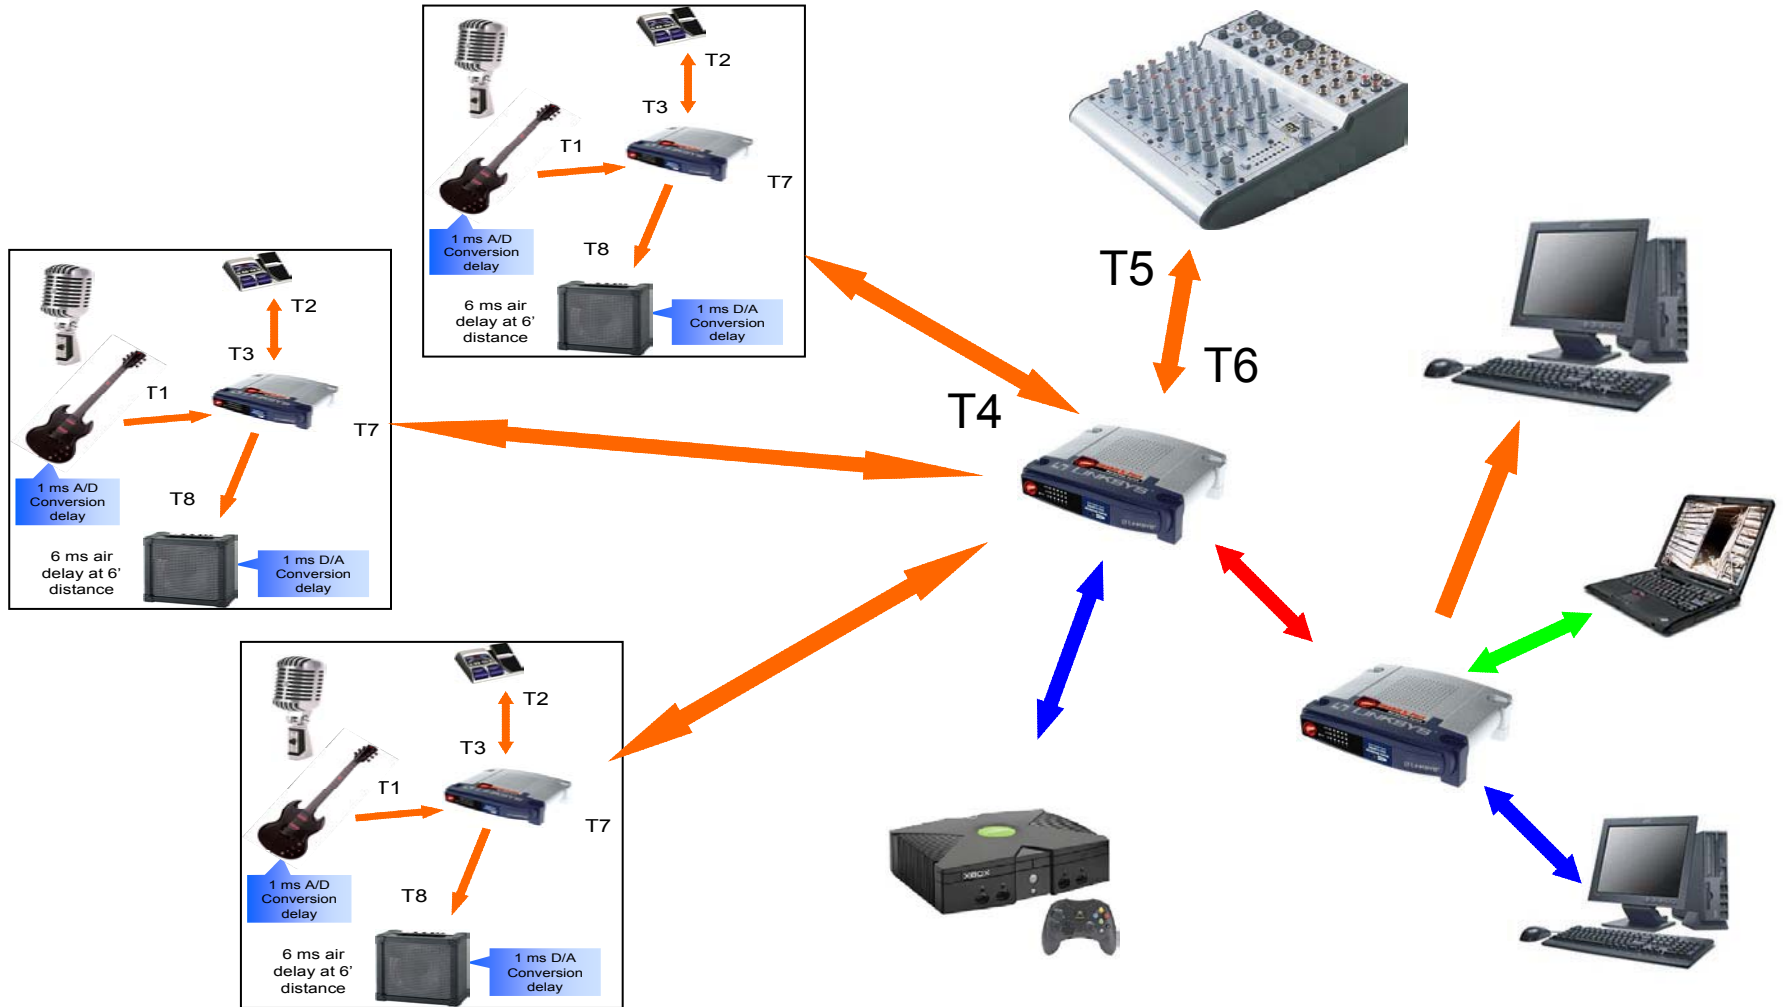 T2
T3
T1
T7
1 ms A/D
Conversion
delay
T8
6 ms air
delay at 6'
distance
1 ms D/A
Conversion
delay
T2
T3
T1
T7
1 ms A/D
Conversion
delay
T8
6 ms air
delay at 6'
distance
1 ms D/A
Conversion
delay
T2
T3
T1
T7
1 ms A/D
Conversion
delay
T8
6 ms air
delay at 6'
distance
1 ms D/A
Conversion
delay
T5
T6
T4
LINKSYS
LINKSYS
XBOX